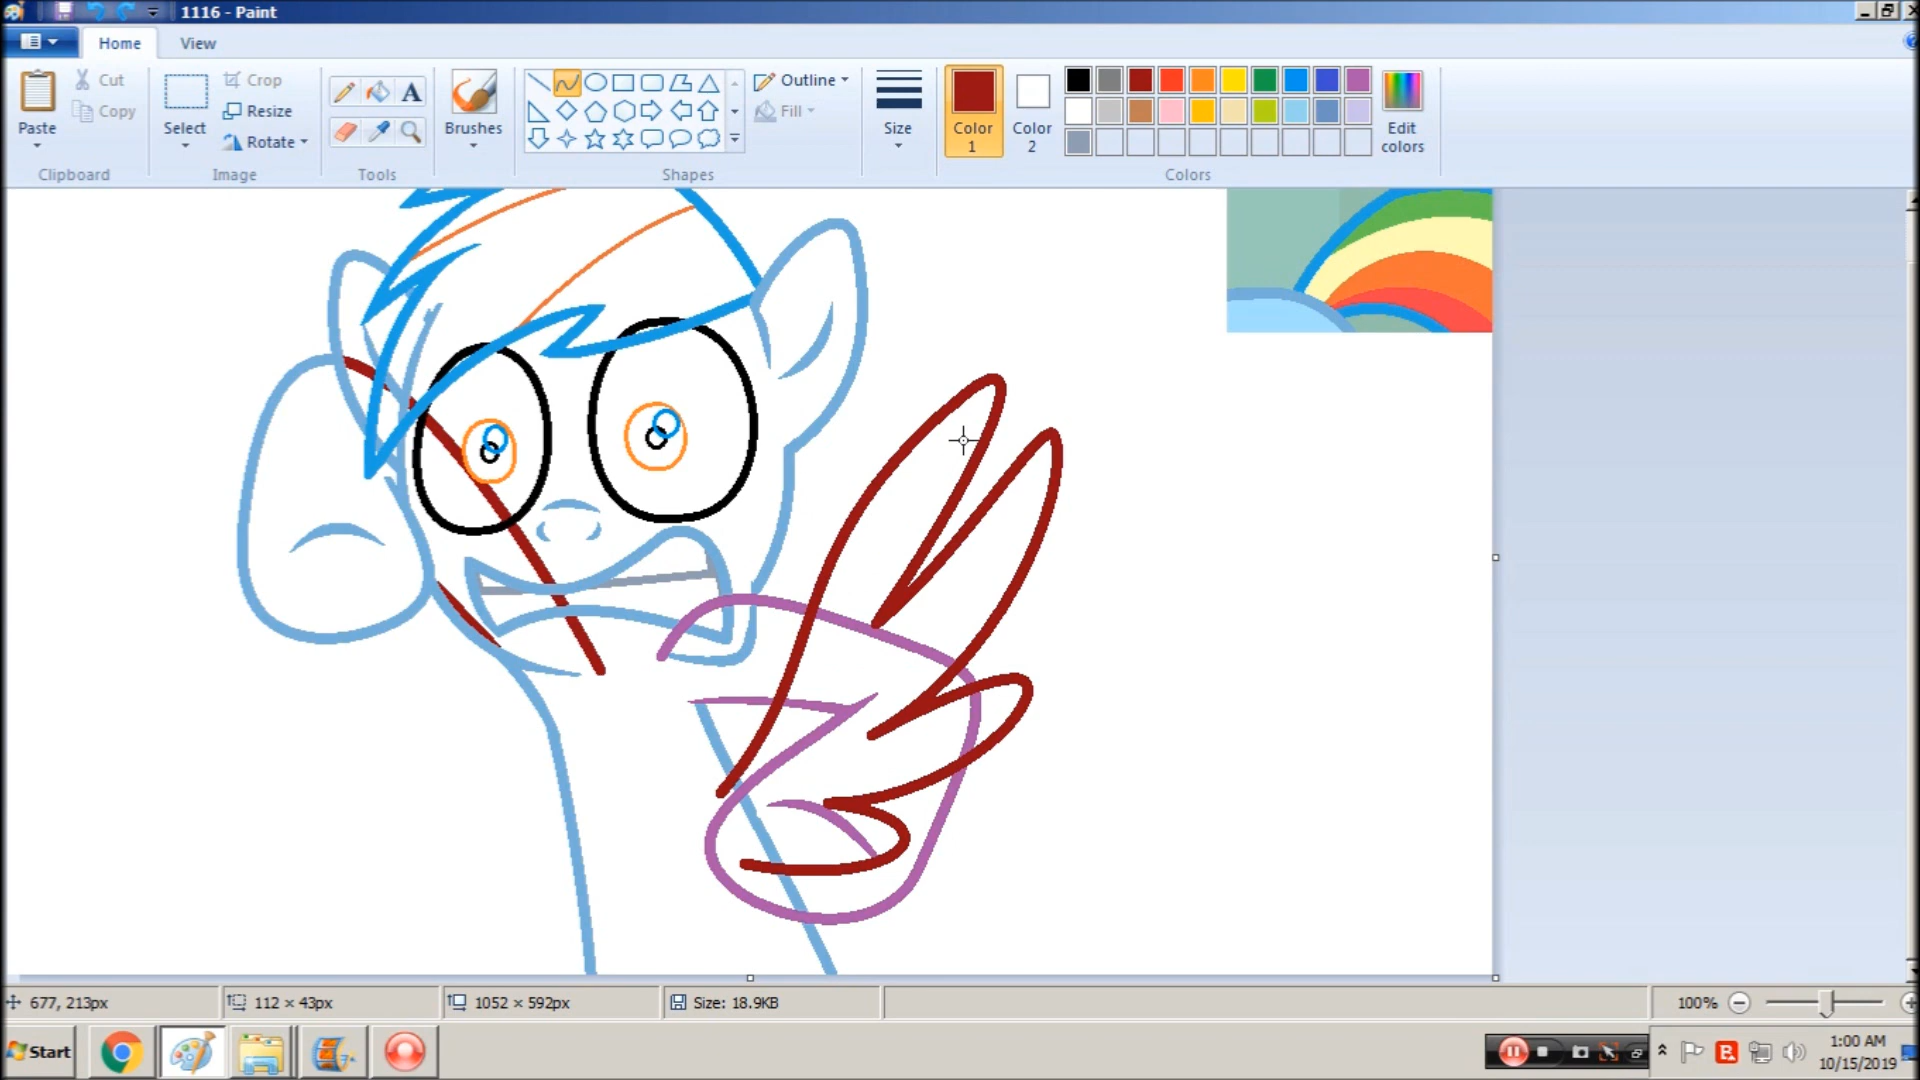 1116 - Paint
Home View
Paste
Cut
Copy
Clipboard
Select
Crop
Resize
Rotate
Image
A
Tools
Brushes
Shapes
Outline
Fill
Size
Color 1
Color 2
Edit colors
Colors
677, 213px
112 × 43px
1052 × 592px
Size: 18.9KB
100%
Start
1:00 AM
10/15/2019